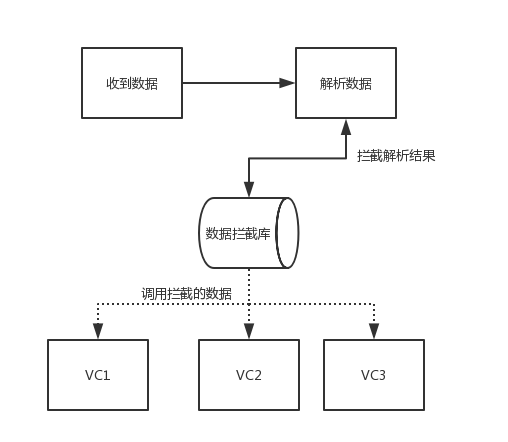 收到数据
解析数据
拦截解析结果
数据拦截库
调用拦截的数据
VC1
VC2
VC3